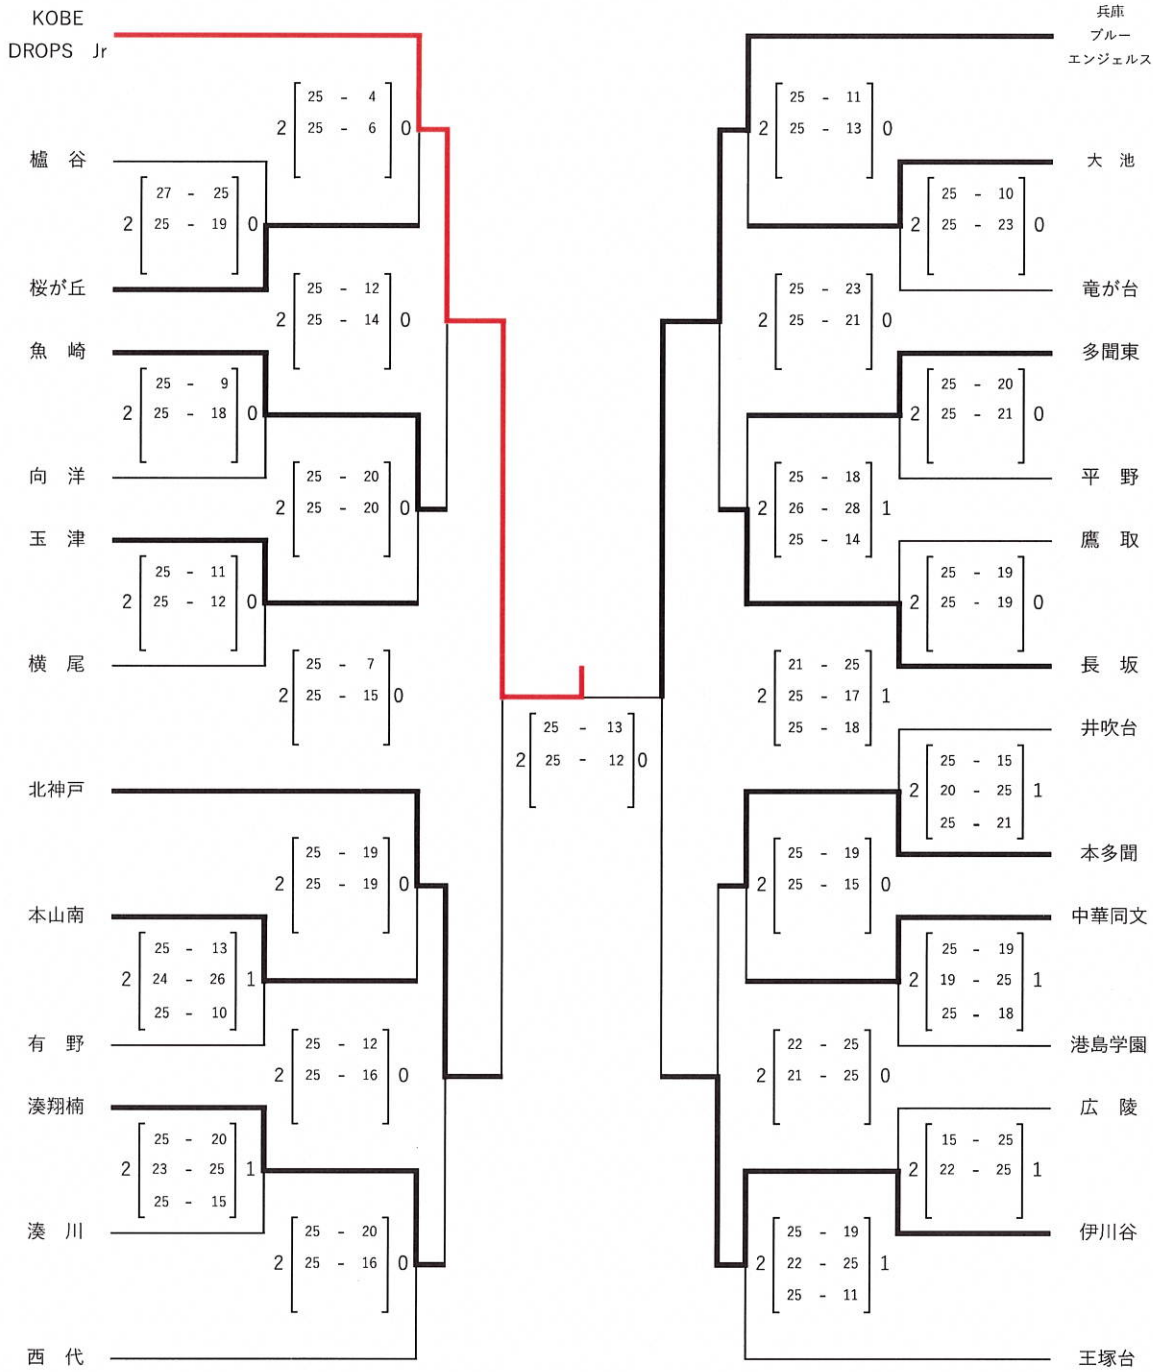 KOBE
DROPS Jr
2 25 - 4 0
25 - 6
櫨 谷
2 27 - 25 0
25 - 19
桜が丘
2 25 - 12 0
25 - 14
魚 崎
2 25 - 9 0
25 - 18
向 洋
2 25 - 20 0
25 - 20
玉 津
2 25 - 11 0
25 - 12
横 尾
2 25 - 7 0
25 - 15
北神戸
2 25 - 19 0
25 - 19
本山南
2 25 - 13 1
24 - 26
25 - 10
有 野
2 25 - 12 0
25 - 16
湊翔楠
2 25 - 20 1
23 - 25
25 - 15
湊 川
2 25 - 20 0
25 - 16
西 代
2 25 - 13 0
25 - 12
兵庫
ブルー
エンジェルス
2 25 - 11 0
25 - 13
大 池
2 25 - 10 0
25 - 23
竜が台
2 25 - 23 0
25 - 21
多聞東
2 25 - 20 0
25 - 21
平 野
2 25 - 18 1
26 - 28
25 - 14
鷹 取
2 25 - 19 0
25 - 19
長 坂
2 21 - 25 1
25 - 17
25 - 18
井吹台
2 25 - 15 1
20 - 25
25 - 21
本多聞
2 25 - 19 0
25 - 15
中華同文
2 25 - 19 1
19 - 25
25 - 18
港島学園
2 22 - 25 0
21 - 25
広 陵
2 15 - 25 1
22 - 25
伊川谷
2 25 - 19 1
22 - 25
25 - 11
王塚台